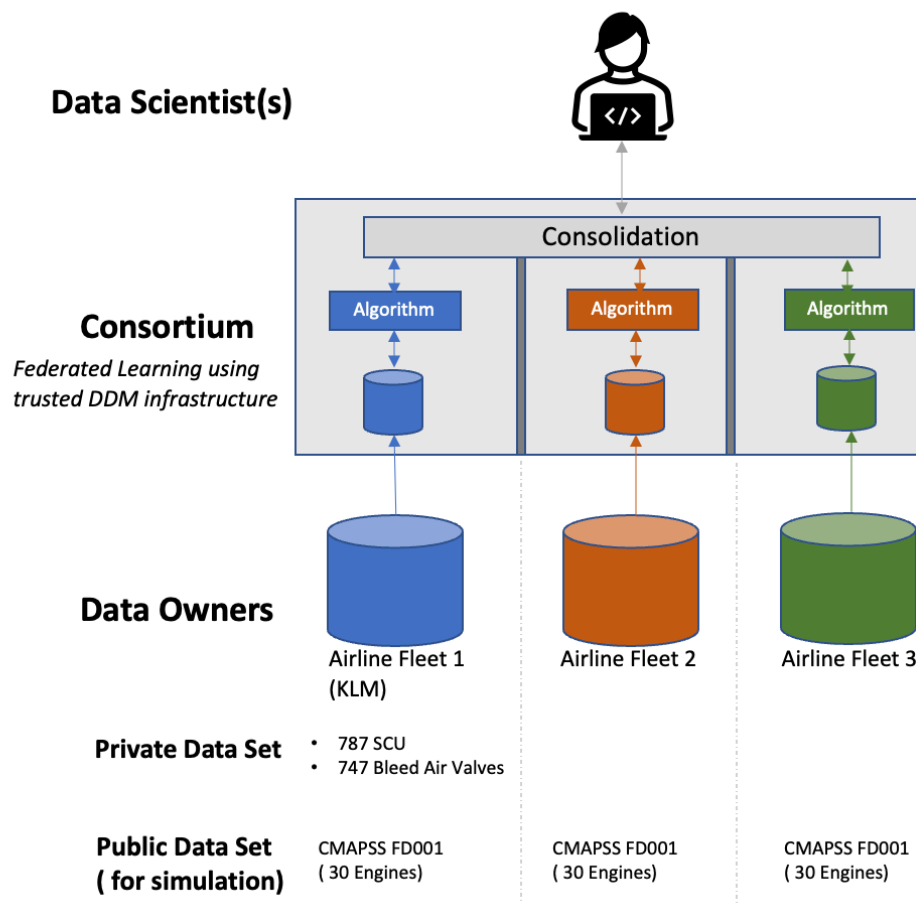 Data Scientist(s)
</>
Consolidation
Consortium
Federated Learning using
trusted DDM infrastructure
Algorithm
Algorithm
Algorithm
Data Owners
Airline Fleet 1
(KLM)
Airline Fleet 2
Airline Fleet 3
Private Data Set
• 787 SCU
• 747 Bleed Air Valves
Public Data Set
( for simulation)
CMAPSS FD001
( 30 Engines)
CMAPSS FD001
( 30 Engines)
CMAPSS FD001
( 30 Engines)